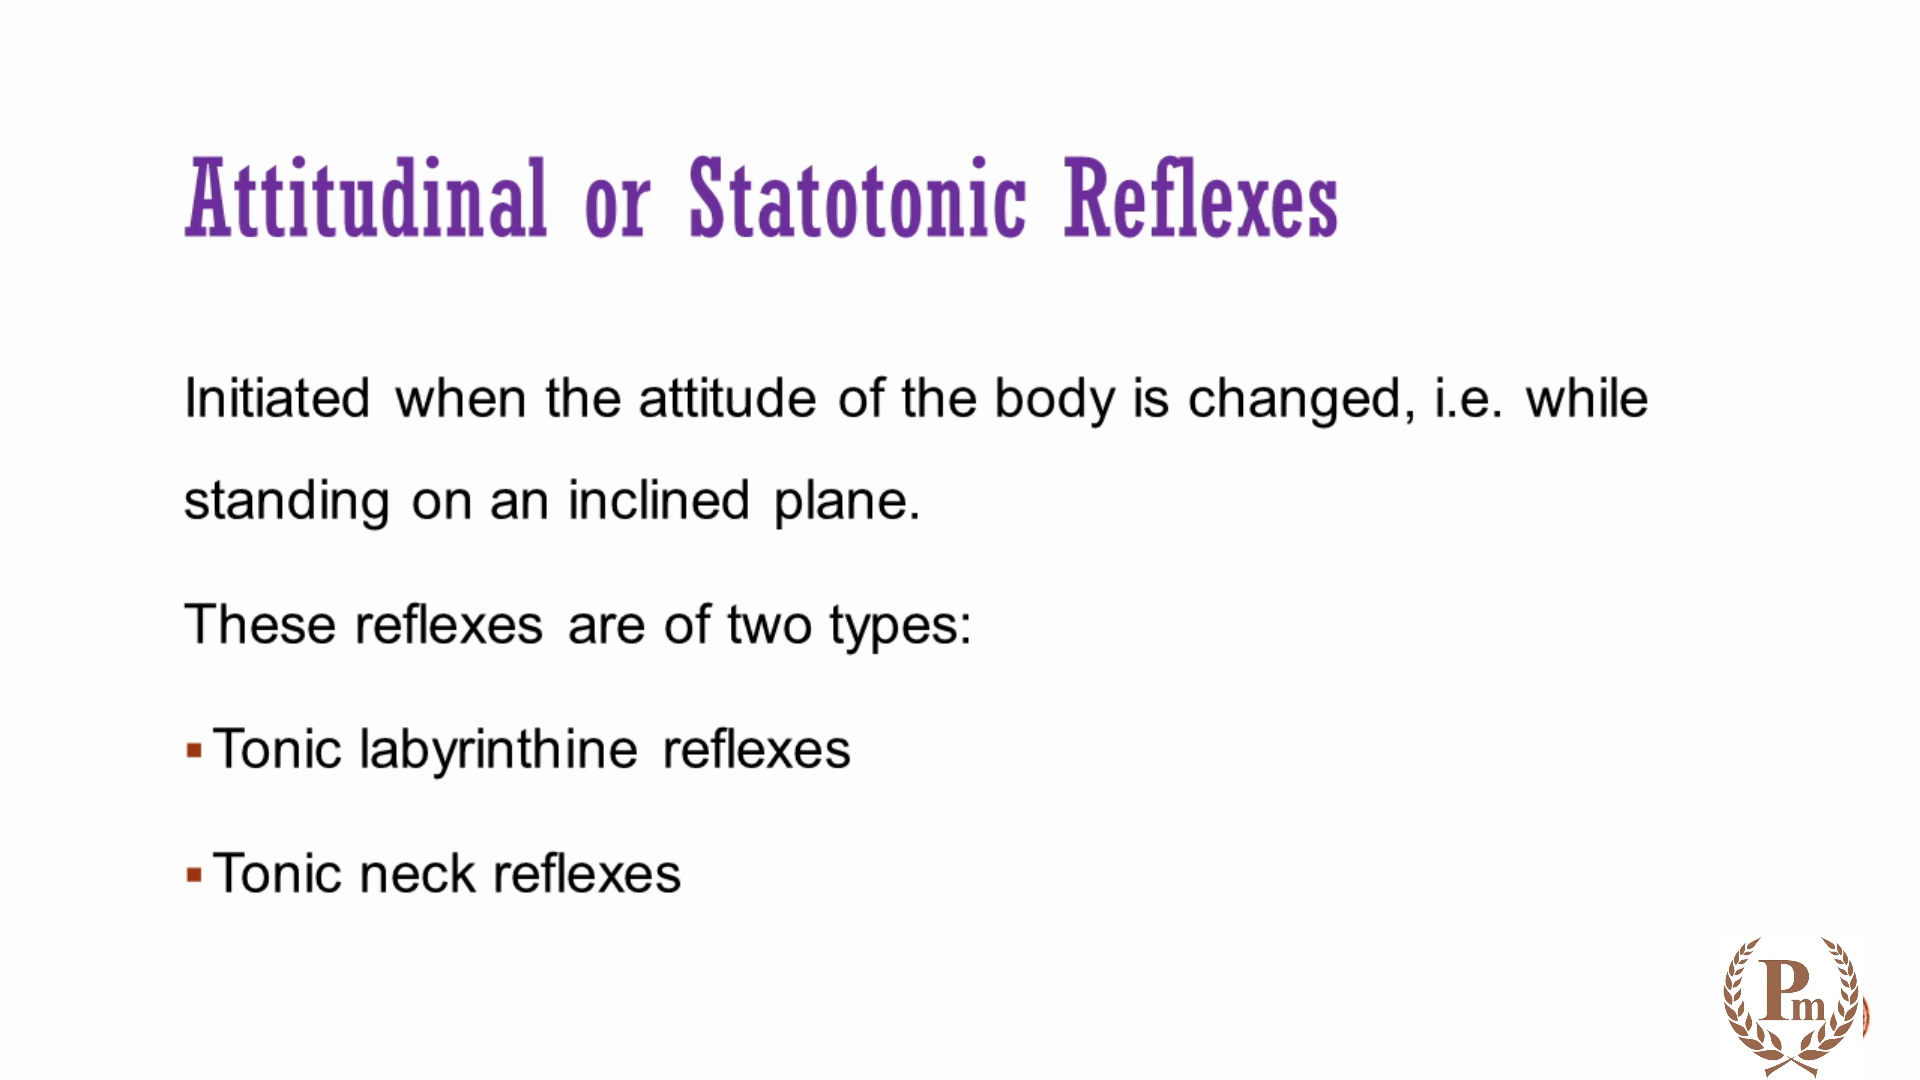 Attitudinal or Statotonic Reflexes
Initiated when the attitude of the body is changed, i.e. while
standing on an inclined plane.
These reflexes are of two types:
▪Tonic labyrinthine reflexes
▪Tonic neck reflexes
Pm